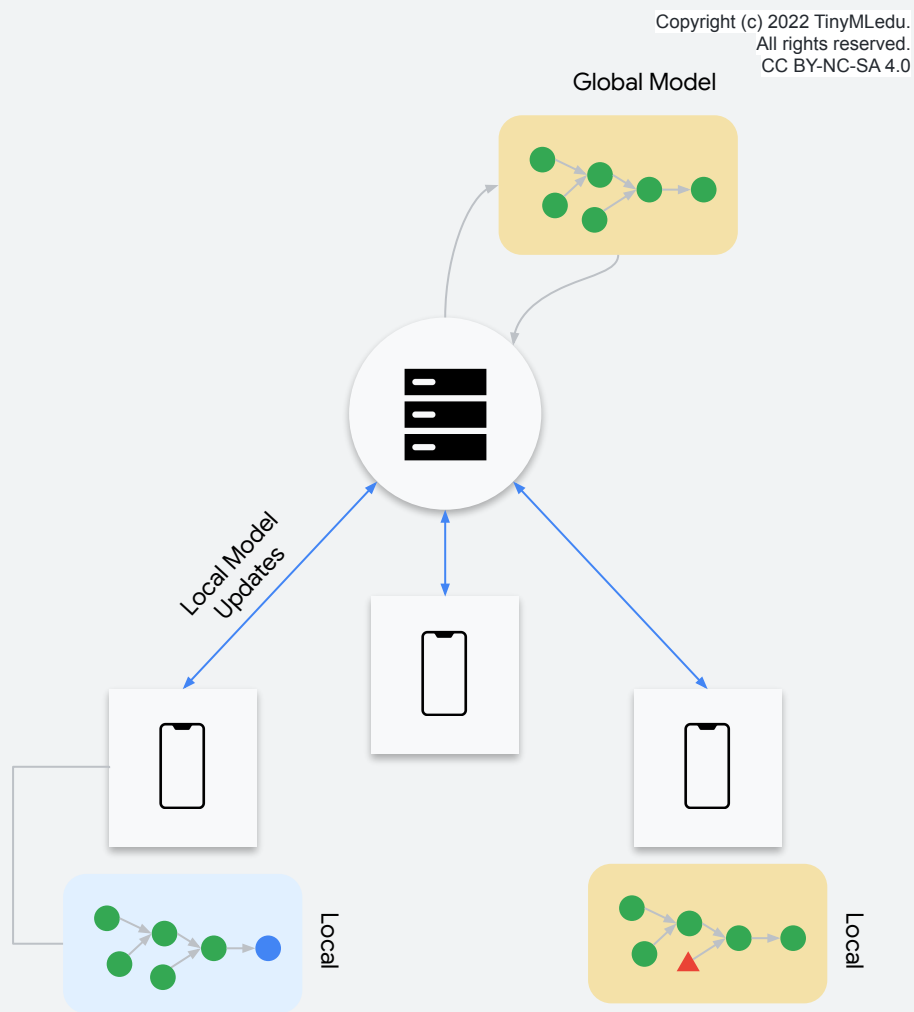 Copyright (c) 2022 TinyMLedu.
All rights reserved.
CC BY-NC-SA 4.0
Global Model
Local Model
Updates
Local
Local